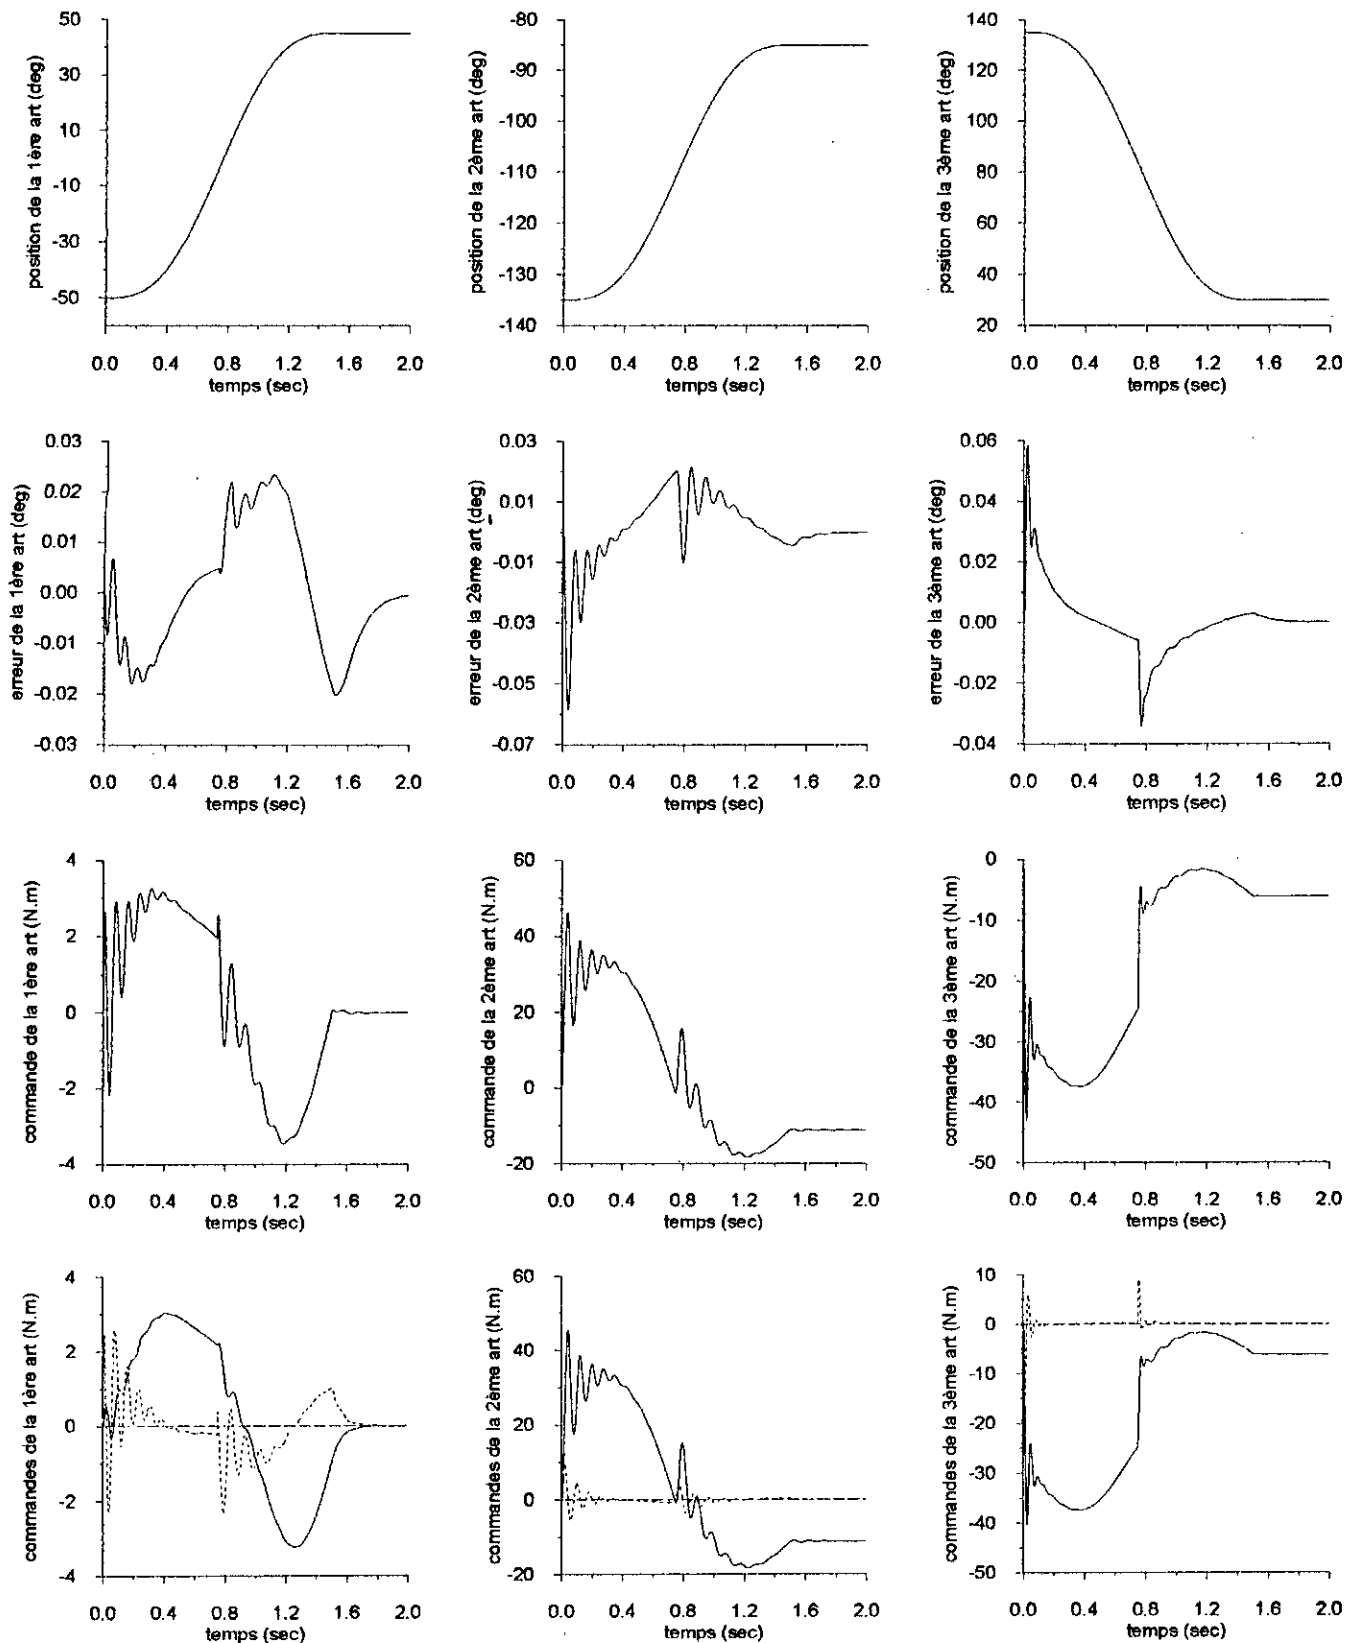 position de la 1ère art (deg)
50
30
10
-10
-30
-50
0.0 0.4 0.8 1.2 1.6 2.0
temps (sec)
position de la 2ème art (deg)
-80
-90
-100
-110
-120
-130
-140
0.0 0.4 0.8 1.2 1.6 2.0
temps (sec)
position de la 3ème art (deg)
140
120
100
80
60
40
20
0.0 0.4 0.8 1.2 1.6 2.0
temps (sec)
erreur de la 1ère art (deg)
0.03
0.02
0.01
0.00
-0.01
-0.02
-0.03
0.0 0.4 0.8 1.2 1.6 2.0
temps (sec)
erreur de la 2ème art (deg)
0.03
0.01
-0.01
-0.03
-0.05
-0.07
0.0 0.4 0.8 1.2 1.6 2.0
temps (sec)
erreur de la 3ème art (deg)
0.06
0.04
0.02
0.00
-0.02
-0.04
0.0 0.4 0.8 1.2 1.6 2.0
temps (sec)
commande de la 1ère art (N.m)
4
2
0
-2
-4
0.0 0.4 0.8 1.2 1.6 2.0
temps (sec)
commande de la 2ème art (N.m)
60
40
20
0
-20
0.0 0.4 0.8 1.2 1.6 2.0
temps (sec)
commande de la 3ème art (N.m)
0
-10
-20
-30
-40
-50
0.0 0.4 0.8 1.2 1.6 2.0
temps (sec)
commandes de la 1ère art (N.m)
4
2
0
-2
-4
0.0 0.4 0.8 1.2 1.6 2.0
temps (sec)
commandes de la 2ème art (N.m)
60
40
20
0
-20
0.0 0.4 0.8 1.2 1.6 2.0
temps (sec)
commandes de la 3ème art (N.m)
10
0
-10
-20
-30
-40
-50
0.0 0.4 0.8 1.2 1.6 2.0
temps (sec)